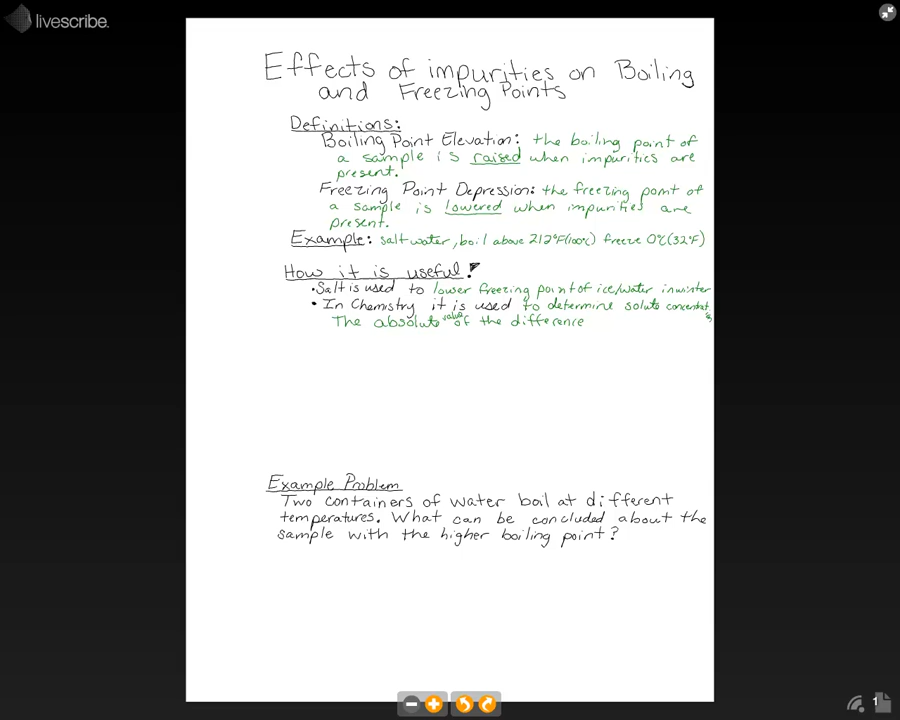 livescribe.
Effects of impurities on Boiling
and Freezing Points
Definitions:
Boiling Point Elevation: the boiling point of
a sample is raised when impurities are
present.
Freezing Point Depression: the freezing point of
a sample is lowered when impurities are
present.
Example: salt water, boil above 212°F(100°C) freeze 0°C(32°F)
How it is useful?
• Salt is used to lower freezing point of ice/water in winter
• In Chemistry it is used to determine solute
The absolute value of the difference
Example Problem
Two containers of water boil at different
temperatures. What can be concluded about the
sample with the higher boiling point?
1